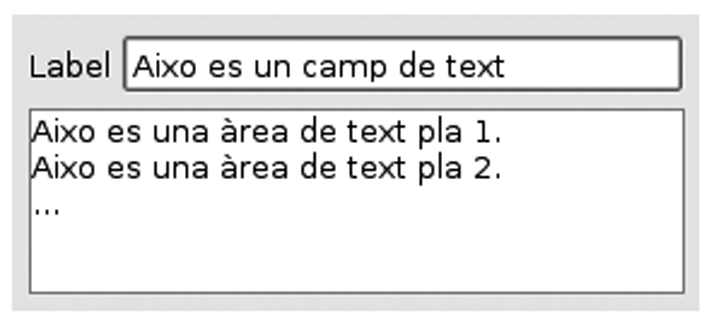 Label Aixo es un camp de text
Aixo es una àrea de text pla 1.
Aixo es una àrea de text pla 2.
...